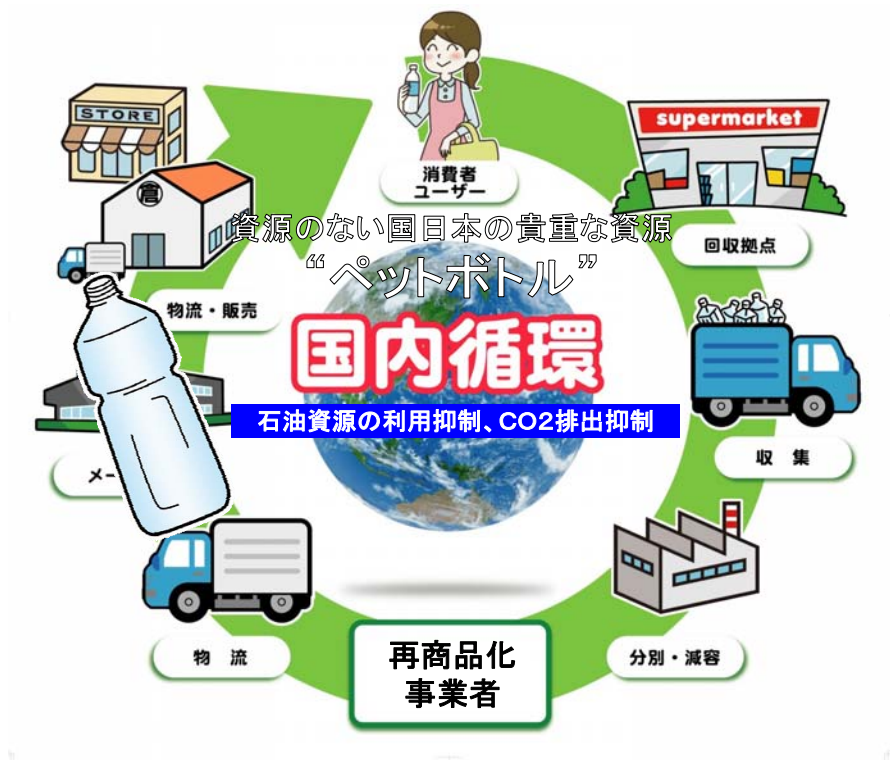 消費者
ユーザー
STORE
supermarket
倉
資源のない国日本の貴重な資源
“ペットボトル”
回収拠点
物流・販売
国内循環
石油資源の利用抑制、CO2排出抑制
収 集
メー
物 流
分別・減容
再商品化
事業者